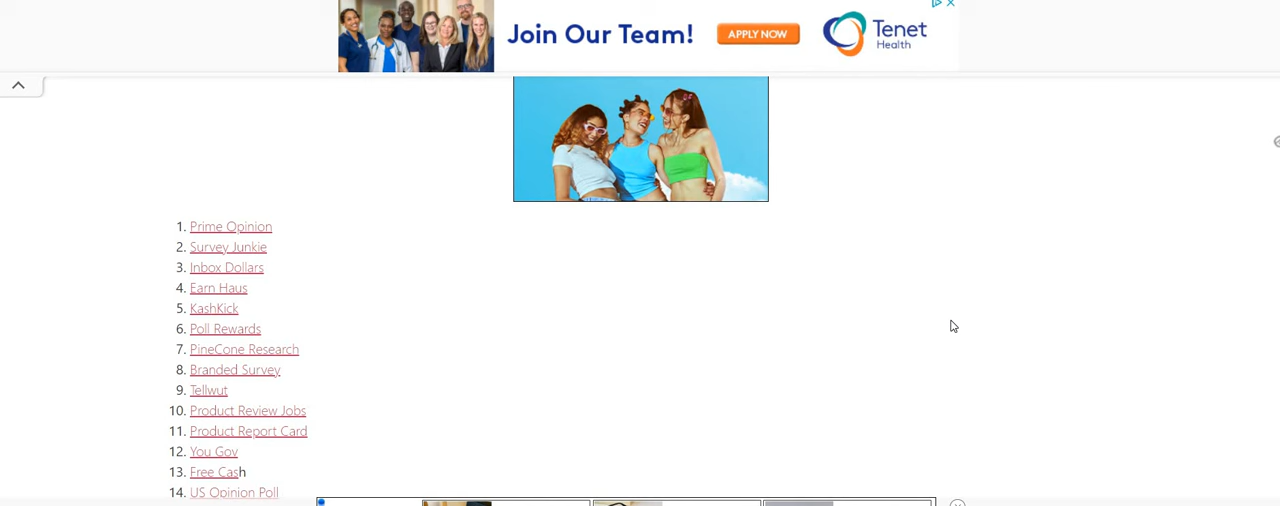 Join Our Team!
APPLY NOW
Tenet
Health
1. Prime Opinion
2. Survey Junkie
3. Inbox Dollars
4. Earn Haus
5. KashKick
6. Poll Rewards
7. PineCone Research
8. Branded Survey
9. Tellwut
10. Product Review Jobs
11. Product Report Card
12. You Gov
13. Free Cash
14. US Opinion Poll